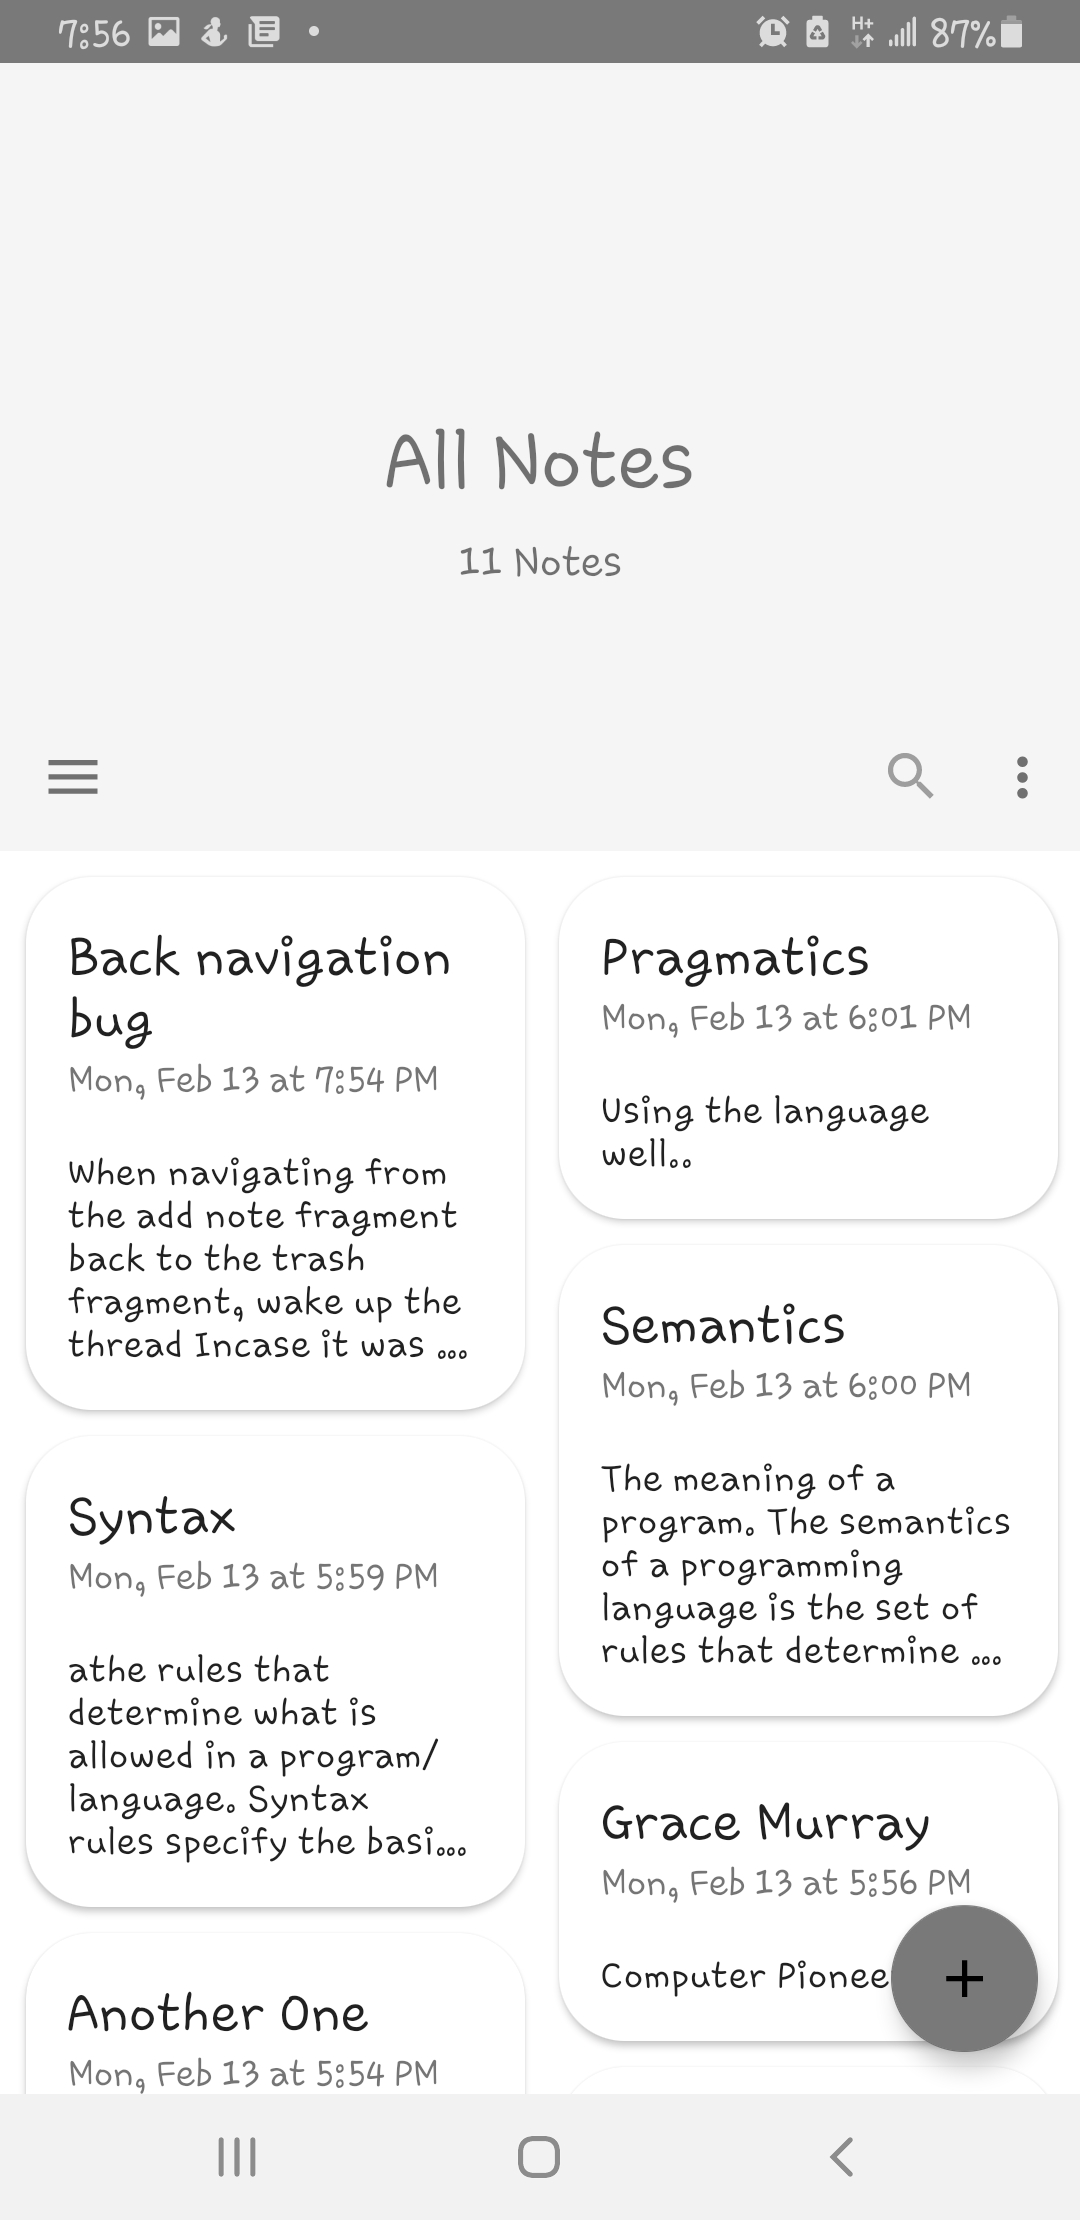 7:56
H+
87%
All Notes
11 Notes
Back navigation
bug
Mon, Feb 13 at 7:54 PM
When navigating from
the add note fragment
back to the trash
fragment, wake up the
thread Incase it was ...
Pragmatics
Mon, Feb 13 at 6:01 PM
Using the language
well..
Semantics
Mon, Feb 13 at 6:00 PM
The meaning of a
program. The semantics
of a programming
language is the set of
rules that determine ...
Syntax
Mon, Feb 13 at 5:59 PM
athe rules that
determine what is
allowed in a program/
language. Syntax
rules specify the basi...
Grace Murray
Mon, Feb 13 at 5:56 PM
Computer Pionee
Another One
Mon, Feb 13 at 5:54 PM